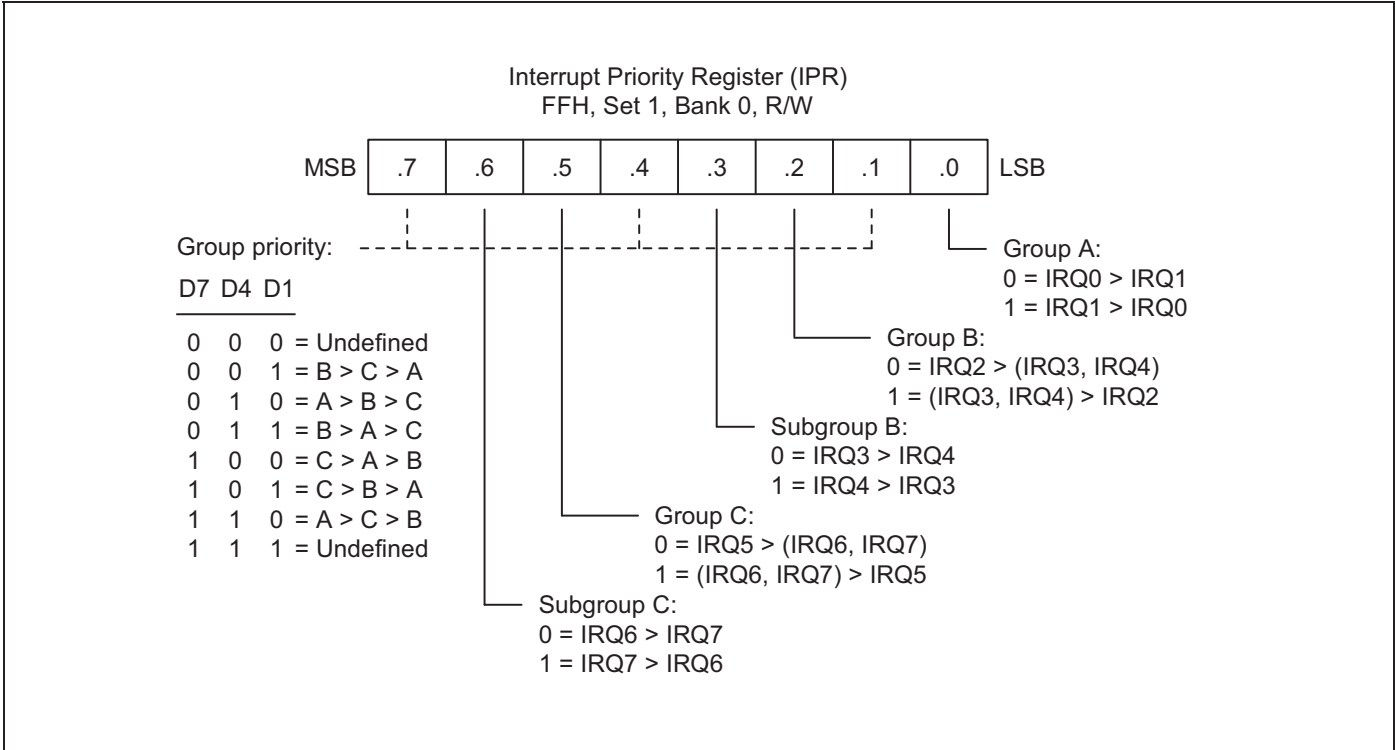 Interrupt Priority Register (IPR)
FFH, Set 1, Bank 0, R/W
MSB .7 .6 .5 .4 .3 .2 .1 .0 LSB
Group priority:
D7 D4 D1
0 0 0 = Undefined
0 0 1 = B > C > A
0 1 0 = A > B > C
0 1 1 = B > A > C
1 0 0 = C > A > B
1 0 1 = C > B > A
1 1 0 = A > C > B
1 1 1 = Undefined
Group A:
0 = IRQ0 > IRQ1
1 = IRQ1 > IRQ0
Group B:
0 = IRQ2 > (IRQ3, IRQ4)
1 = (IRQ3, IRQ4) > IRQ2
Subgroup B:
0 = IRQ3 > IRQ4
1 = IRQ4 > IRQ3
Group C:
0 = IRQ5 > (IRQ6, IRQ7)
1 = (IRQ6, IRQ7) > IRQ5
Subgroup C:
0 = IRQ6 > IRQ7
1 = IRQ7 > IRQ6